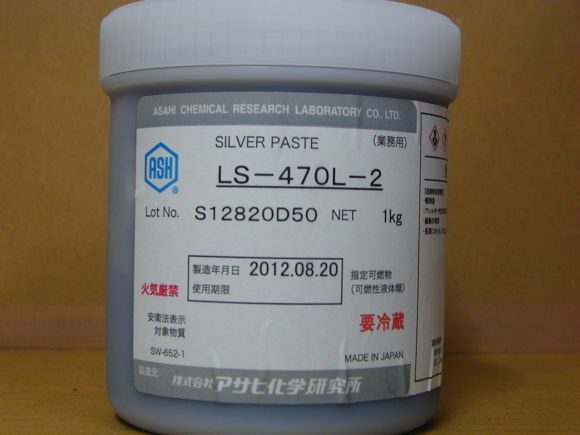 ASAHI CHEMICAL RESEARCH LABORATORY CO., LTD.
SILVER PASTE (業務用)
ASH
®
LS-470L-2
Lot No. S12820D50 NET 1kg
製造年月日 2012.08.20
使用期限
指定可燃物
(可燃性液体類)
火気厳禁
安衛法表示
対象物質
要冷蔵
SW-652-1
MADE IN JAPAN
製造元 株式会社 アサヒ化学研究所